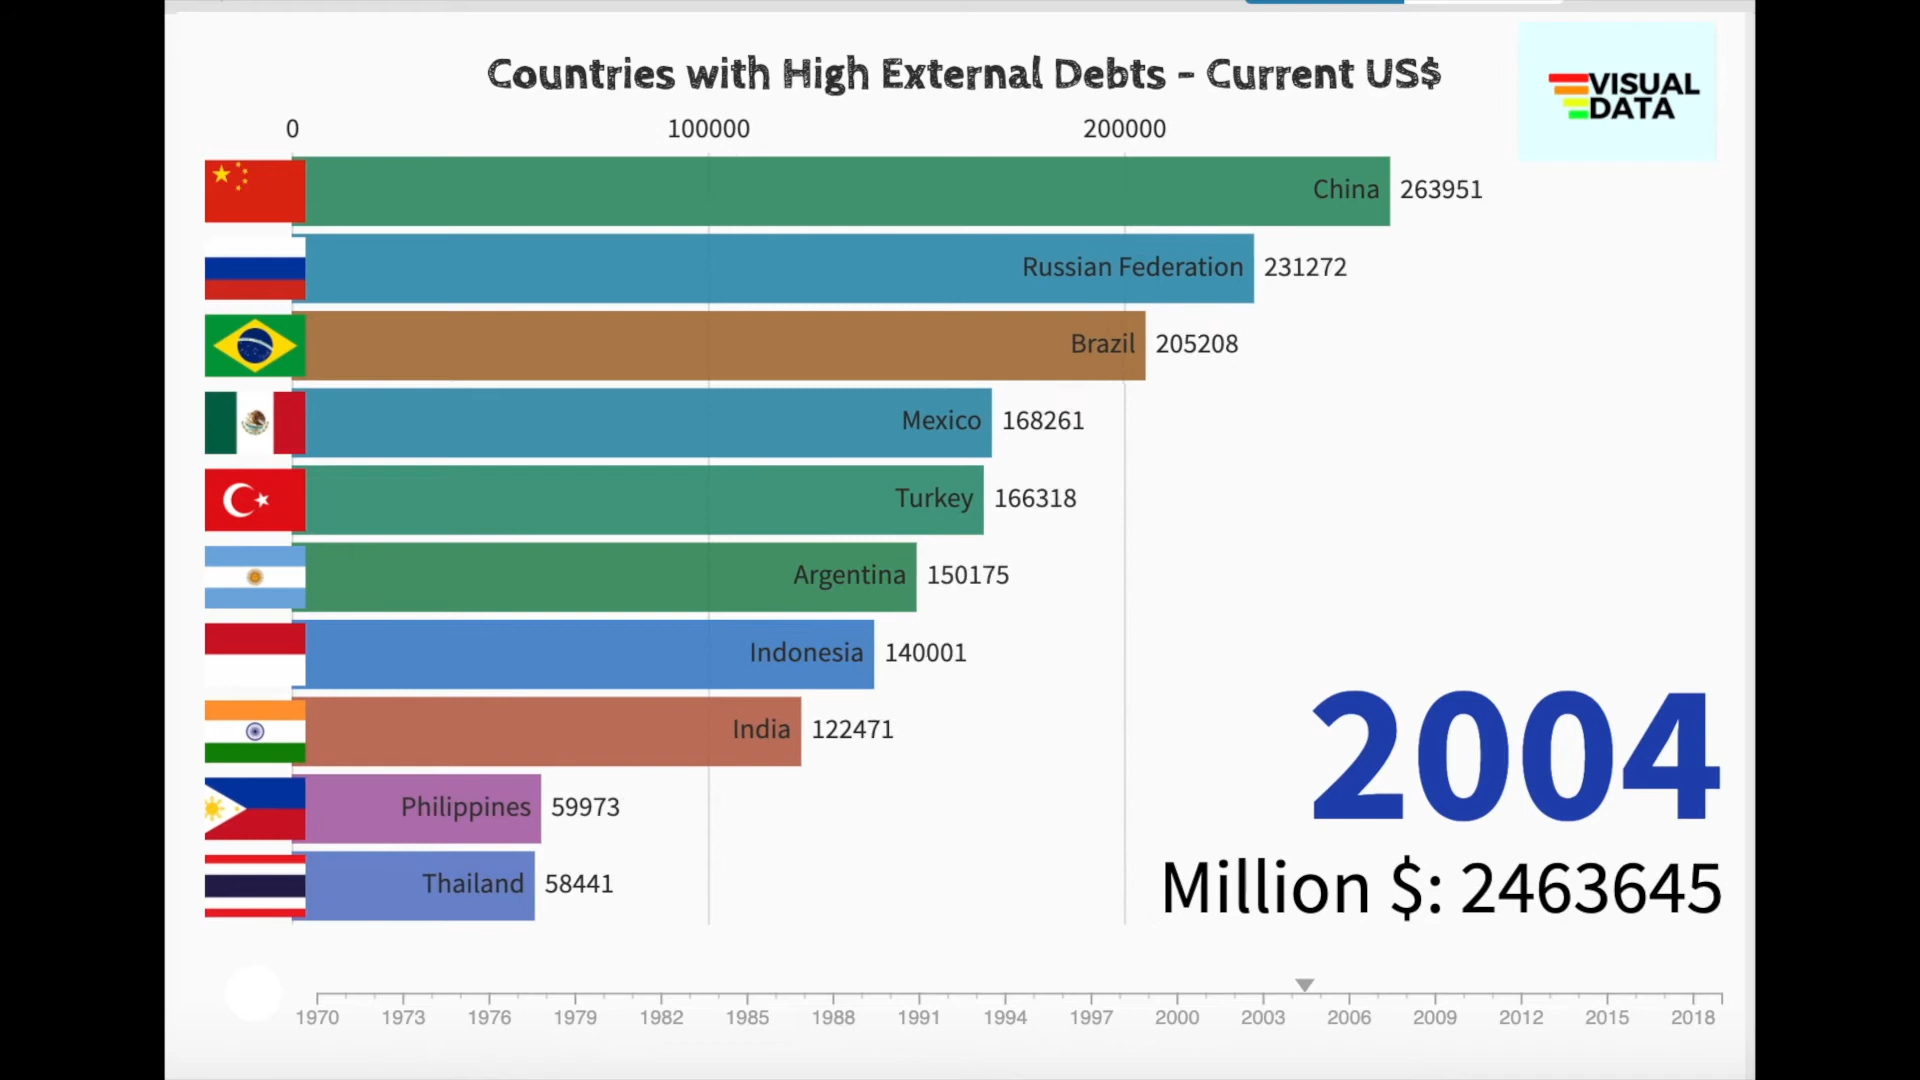 Countries with High External Debts - Current US$
VISUAL
DATA
0 100000 200000
China 263951
Russian Federation 231272
Brazil 205208
Mexico 168261
Turkey 166318
Argentina 150175
Indonesia 140001
India 122471
Philippines 59973
Thailand 58441
2004
Million $: 2463645
1970 1973 1976 1979 1982 1985 1988 1991 1994 1997 2000 2003 2006 2009 2012 2015 2018